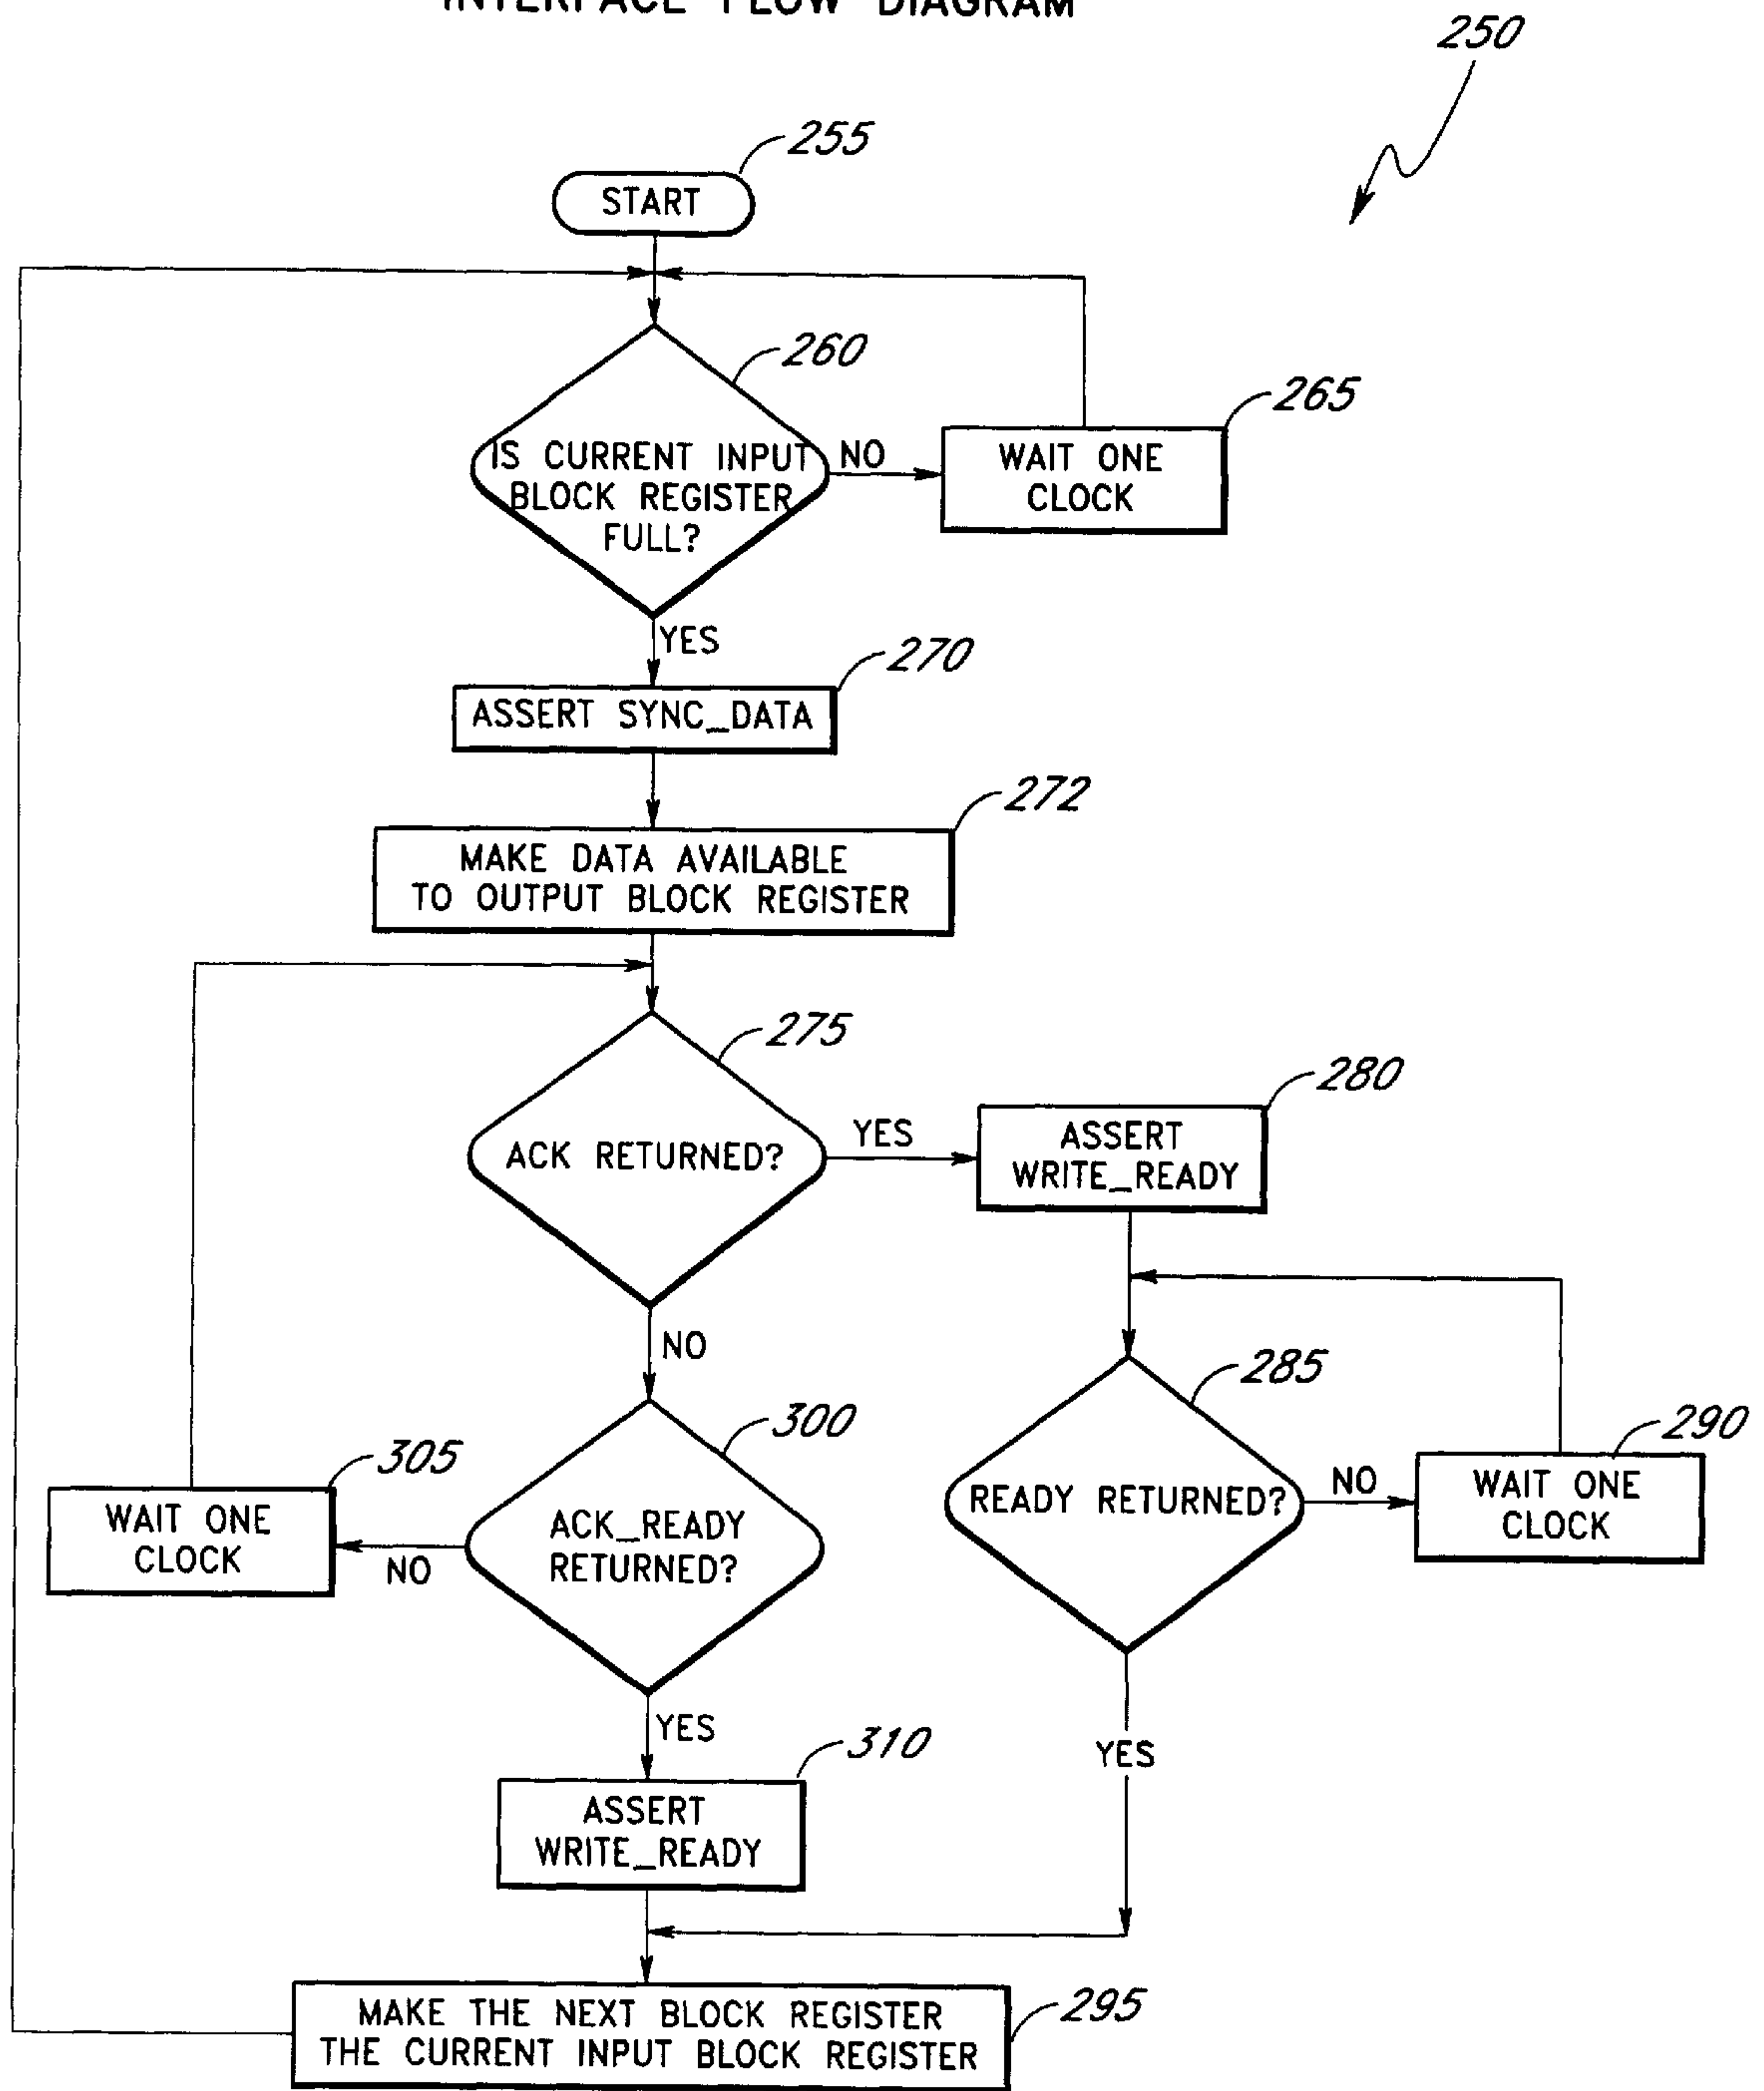 INTERFACE FLOW DIAGRAM
250
255
START
260
IS CURRENT INPUT
BLOCK REGISTER
FULL?
NO
265
WAIT ONE
CLOCK
YES
270
ASSERT SYNC_DATA
272
MAKE DATA AVAILABLE
TO OUTPUT BLOCK REGISTER
275
ACK RETURNED?
YES
280
ASSERT
WRITE_READY
NO
285
READY RETURNED?
NO
290
WAIT ONE
CLOCK
300
ACK_READY
RETURNED?
NO
305
WAIT ONE
CLOCK
YES
310
ASSERT
WRITE_READY
YES
295
MAKE THE NEXT BLOCK REGISTER
THE CURRENT INPUT BLOCK REGISTER